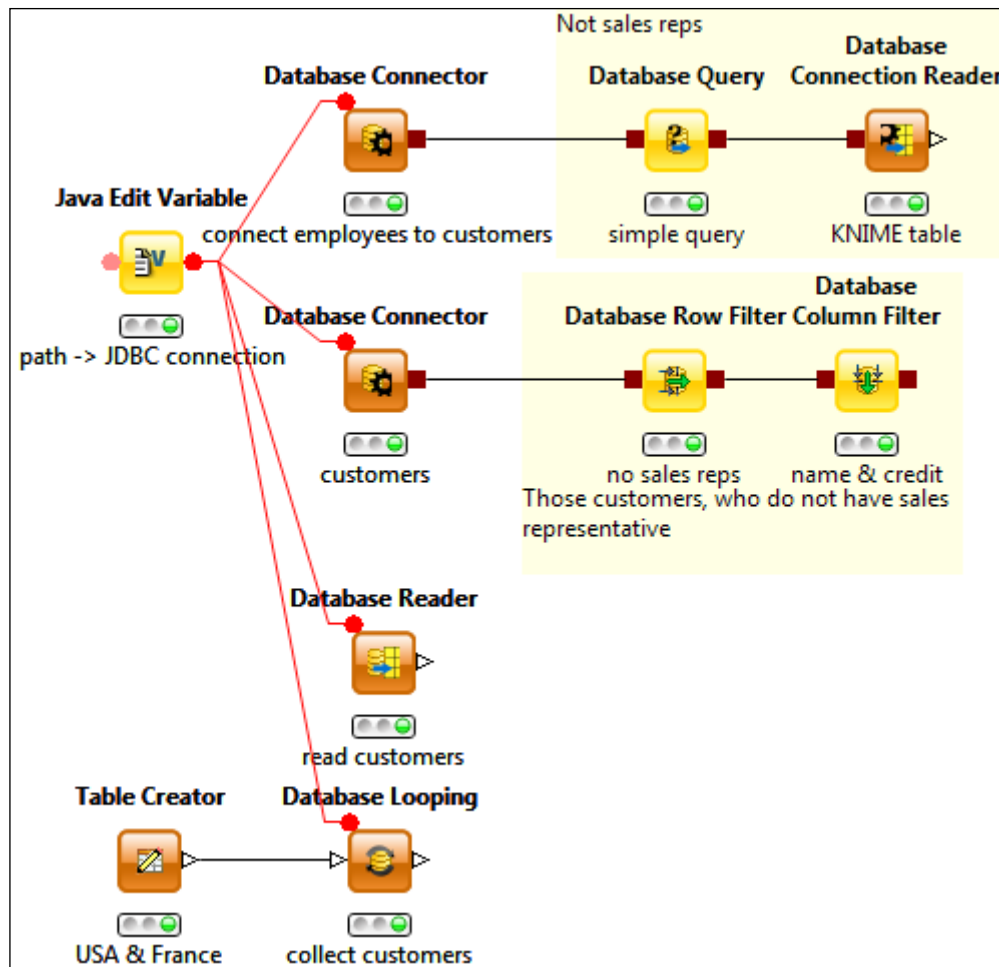 Not sales reps
Database Connector
Database Query
Database
Connection Reader
Java Edit Variable
connect employees to customers
simple query
KNIME table
path -> JDBC connection
Database Connector
Database Row Filter
Database
Column Filter
customers
no sales reps
name & credit
Those customers, who do not have sales
representative
Database Reader
read customers
Table Creator
Database Looping
USA & France
collect customers